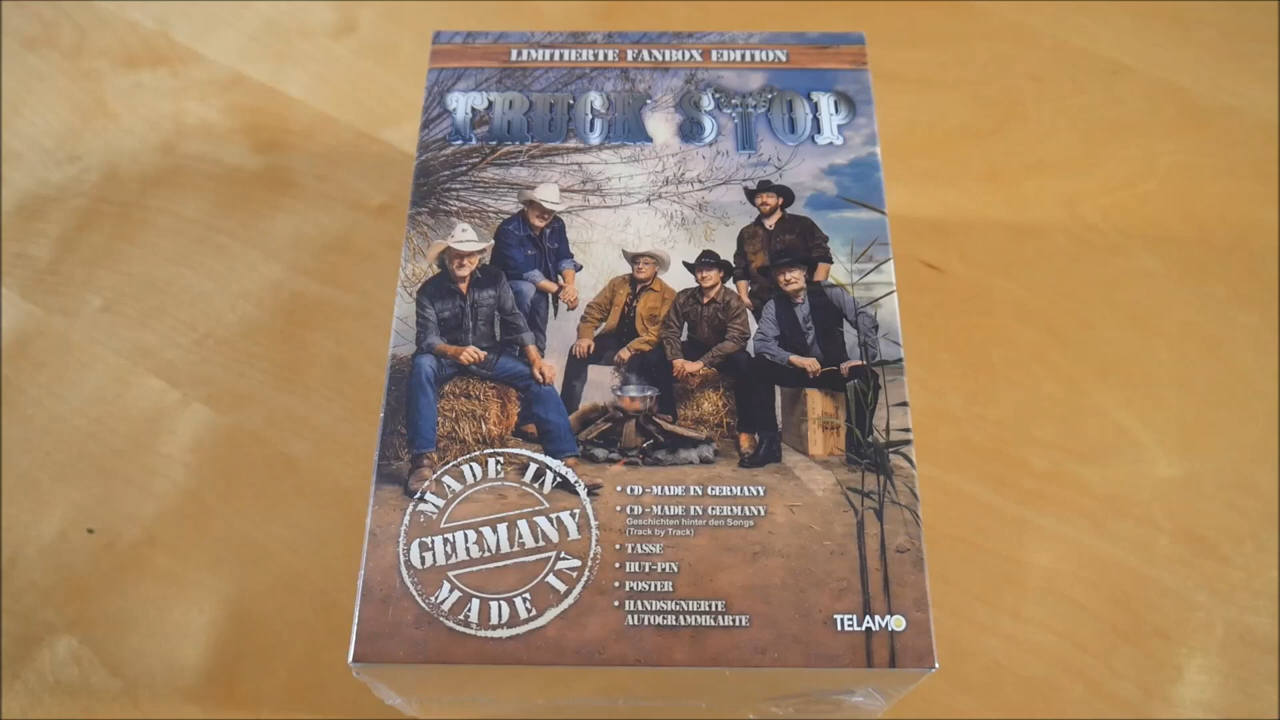 LIMITIERTE FANBOX EDITION
TRUCK STOP
MADE IN
GERMANY
MADE IN
• CD - MADE IN GERMANY
• CD - MADE IN GERMANY
Geschichten hinter den Songs
(Track by Track)
• TASSE
• HUT-PIN
• POSTER
• HANDSIGNIERTE
AUTOGRAMMKARTE
TELAMO